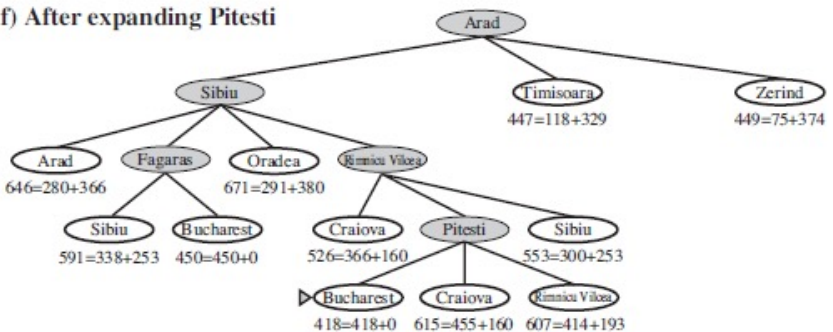 f) After expanding Pitesti
Arad
Sibiu
Timisoara
Zerind
447=118+329
449=75+374
Arad
Fagaras
Oradea
Rimnicu Vilcea
646=280+366
671=291+380
Sibiu
Bucharest
Craiova
Pitesti
Sibiu
591=338+253
450=450+0
526=366+160
553=300+253
Bucharest
Craiova
Rimnicu Vilcea
418=418+0
615=455+160
607=414+193